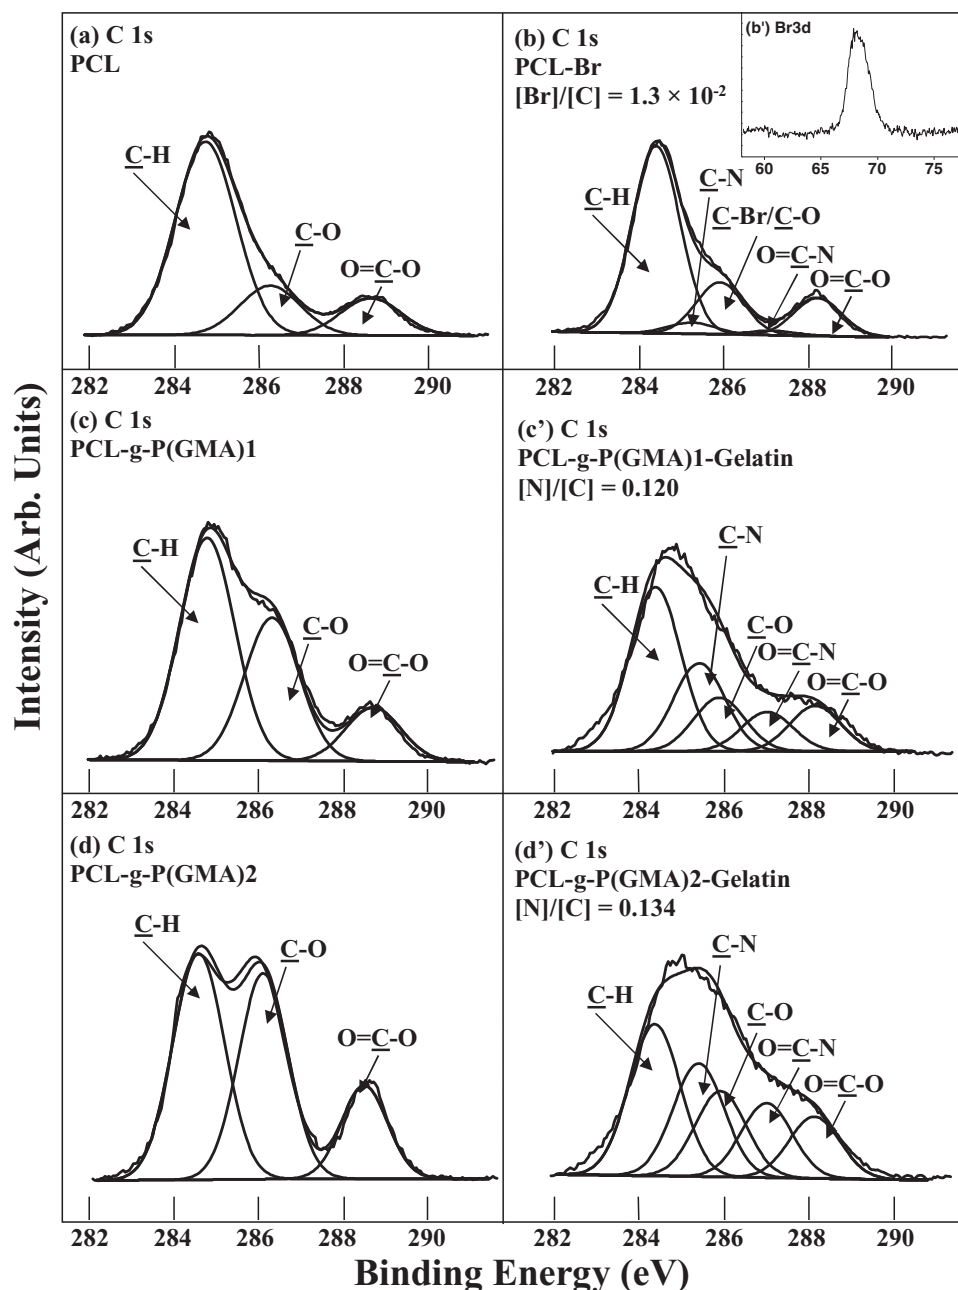 (a) C 1s
PCL
C-H
C-O
O=C-O
282 284 286 288 290
(b) C 1s
PCL-Br
[Br]/[C] = 1.3 × 10⁻²
(b') Br3d
60 65 70 75
C-N
C-H
C-Br/C-O
O=C-N
O=C-O
282 284 286 288 290
(c) C 1s
PCL-g-P(GMA)1
C-H
C-O
O=C-O
282 284 286 288 290
(c’) C 1s
PCL-g-P(GMA)1-Gelatin
[N]/[C] = 0.120
C-N
C-H
C-O
O=C-N
O=C-O
282 284 286 288 290
(d) C 1s
PCL-g-P(GMA)2
C-H
C-O
O=C-O
282 284 286 288 290
(d’) C 1s
PCL-g-P(GMA)2-Gelatin
[N]/[C] = 0.134
C-N
C-H
C-O
O=C-N
O=C-O
282 284 286 288 290
Intensity (Arb. Units)
Binding Energy (eV)